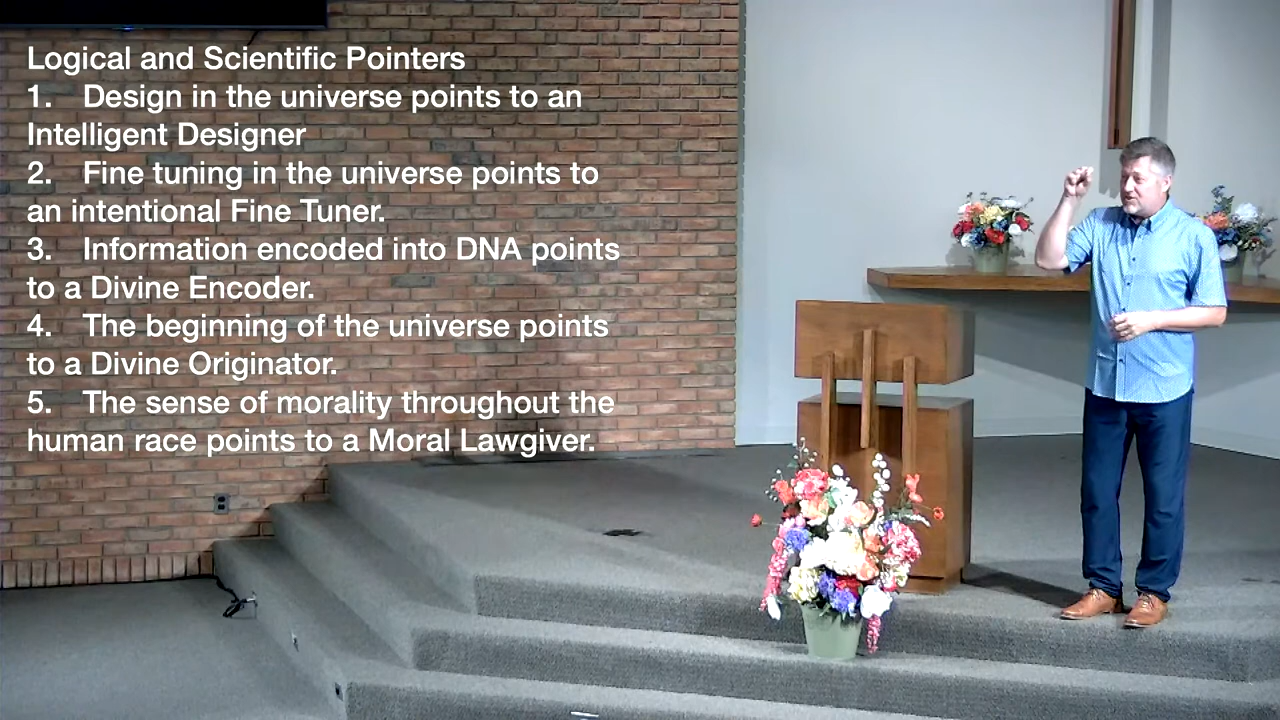 Logical and Scientific Pointers
1. Design in the universe points to an
Intelligent Designer
2. Fine tuning in the universe points to
an intentional Fine Tuner.
3. Information encoded into DNA points
to a Divine Encoder.
4. The beginning of the universe points
to a Divine Originator.
5. The sense of morality throughout the
human race points to a Moral Lawgiver.